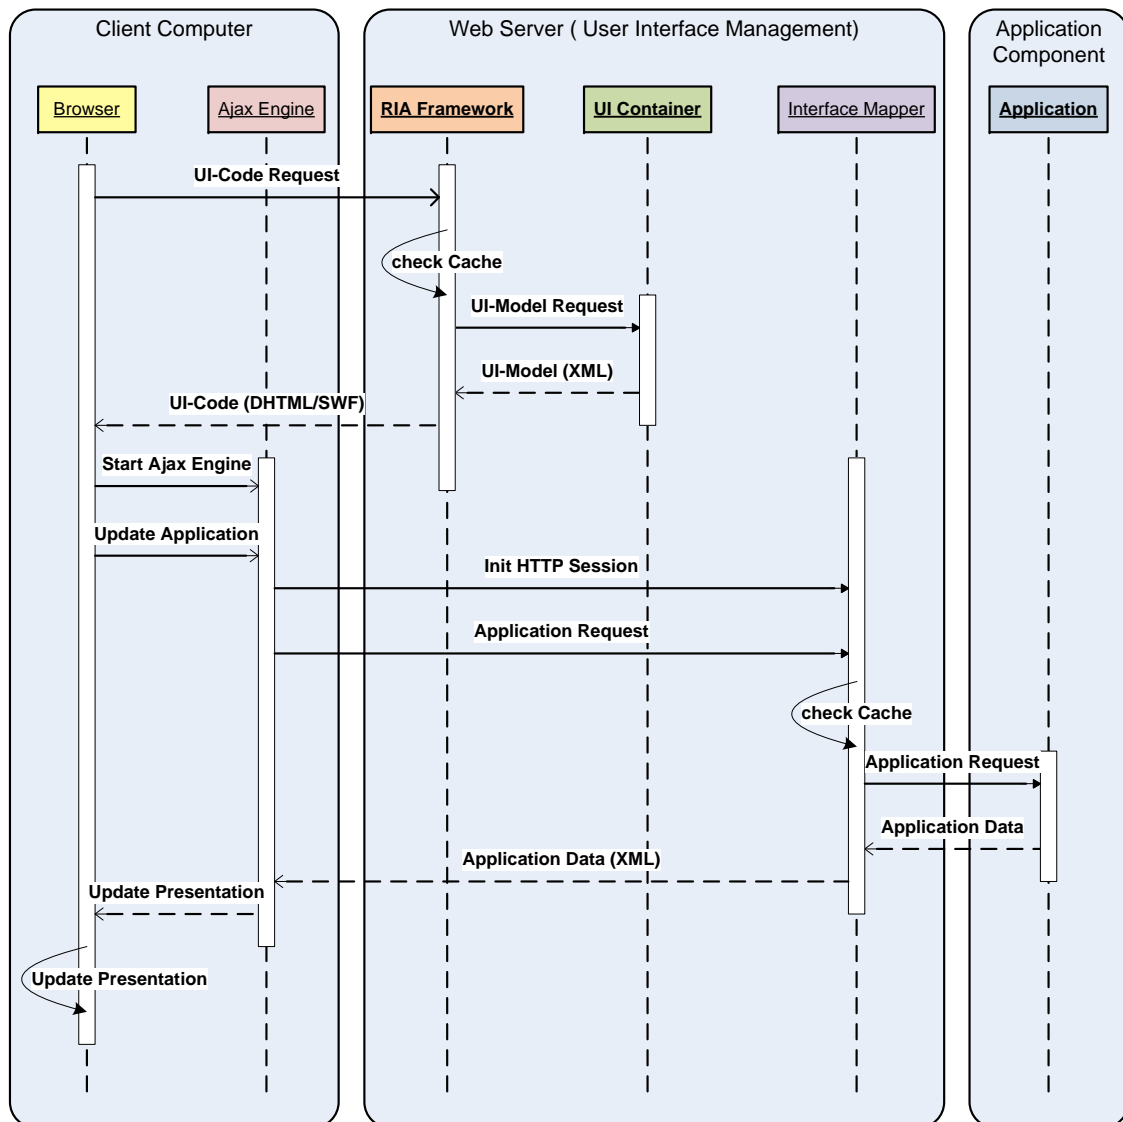 Client Computer
Web Server ( User Interface Management)
Application
Component
Browser
Ajax Engine
RIA Framework
UI Container
Interface Mapper
Application
UI-Code Request
check Cache
UI-Model Request
UI-Model (XML)
UI-Code (DHTML/SWF)
Start Ajax Engine
Update Application
Init HTTP Session
Application Request
check Cache
Application Request
Application Data
Application Data (XML)
Update Presentation
Update Presentation